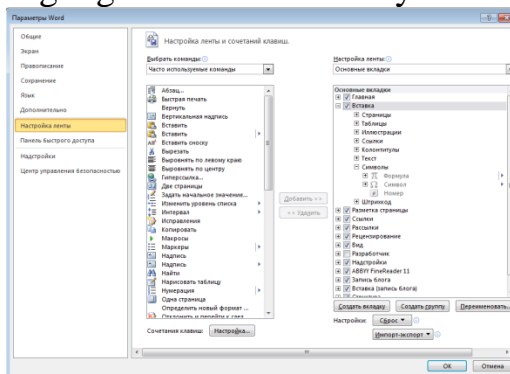 Параметры Word
Общие
Экран
Правописание
Сохранение
Язык
Дополнительно
Настройка ленты
Панель быстрого доступа
Надстройки
Центр управления безопасностью
Настройка ленты и сочетаний клавиш.
Выбрать команды
Часто используемые команды
Абзац...
Быстрая печать
Вернуть
Вертикальная надпись
Вставить
Вставить
Вставить сноску
Вырезать
Выровнять по левому краю
Выровнять по центру
Гиперссылка...
Две страницы
Задать начальное значение...
Изменить уровень списка
Интервал
Исправления
Копировать
Макросы
Маркеры
Надпись
Надпись
Найти
Нарисовать таблицу
Нумерация
Одна страница
Определить новый формат ...
Отклонить и перейти к след
Сочетания клавиш: Настройка...
Добавить >>
<< Удалить
Настройка ленты:
Основные вкладки
Основные вкладки
Главная
Вставка
Страницы
Таблицы
Иллюстрации
Ссылки
Колонтитулы
Текст
Символы
π Формула
Ω Символ
# Номер
Штрихкод
Разметка страницы
Ссылки
Рассылки
Рецензирование
Вид
Разработчик
Надстройки
ABBYY FineReader 11
Запись блога
Вставка (запись блога)
Структура
Создать вкладку Создать группу Переименовать...
Настройки: Сброс
Импорт-экспорт
ОК Отмена